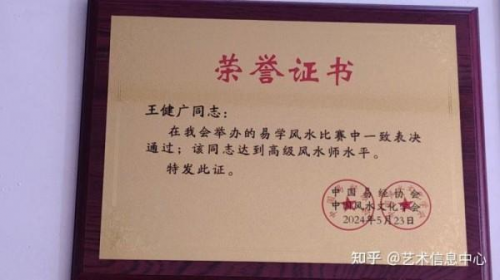 荣誉证书
王健广同志：
在我会举办的易学风水比赛中一致表决
通过；该同志达到高级风水师水平。
特发此证。
中国易经协会
中国风水文化学会
2024年5月23日
知乎 @艺术信息中心